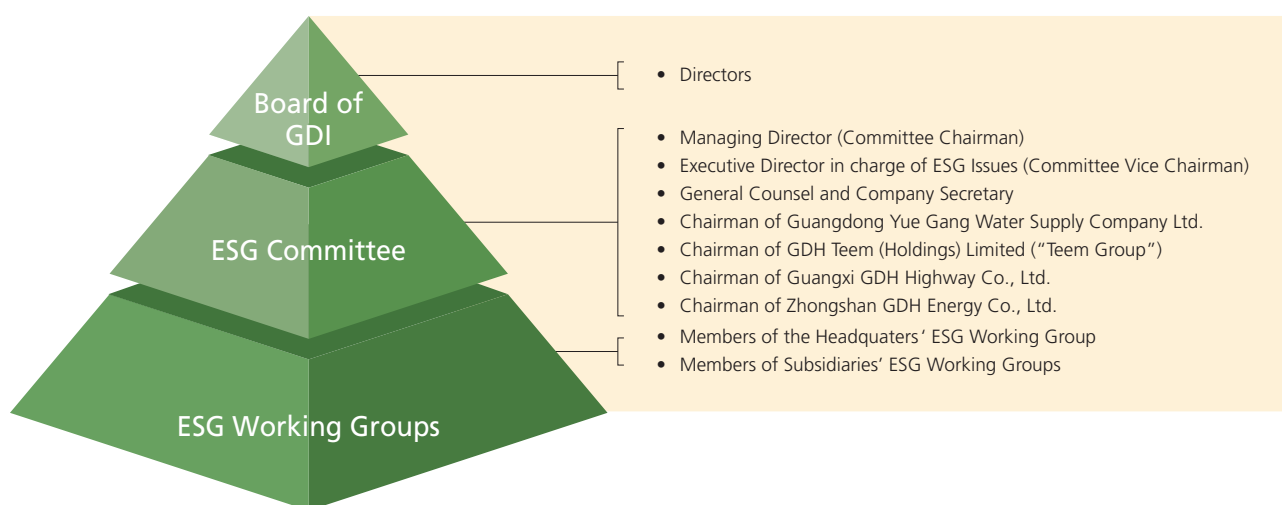 Board of
GDI
• Directors
ESG Committee
• Managing Director (Committee Chairman)
• Executive Director in charge of ESG Issues (Committee Vice Chairman)
• General Counsel and Company Secretary
• Chairman of Guangdong Yue Gang Water Supply Company Ltd.
• Chairman of GDH Teem (Holdings) Limited (“Teem Group”)
• Chairman of Guangxi GDH Highway Co., Ltd.
• Chairman of Zhongshan GDH Energy Co., Ltd.
ESG Working Groups
• Members of the Headquaters‘ ESG Working Group
• Members of Subsidiaries’ ESG Working Groups